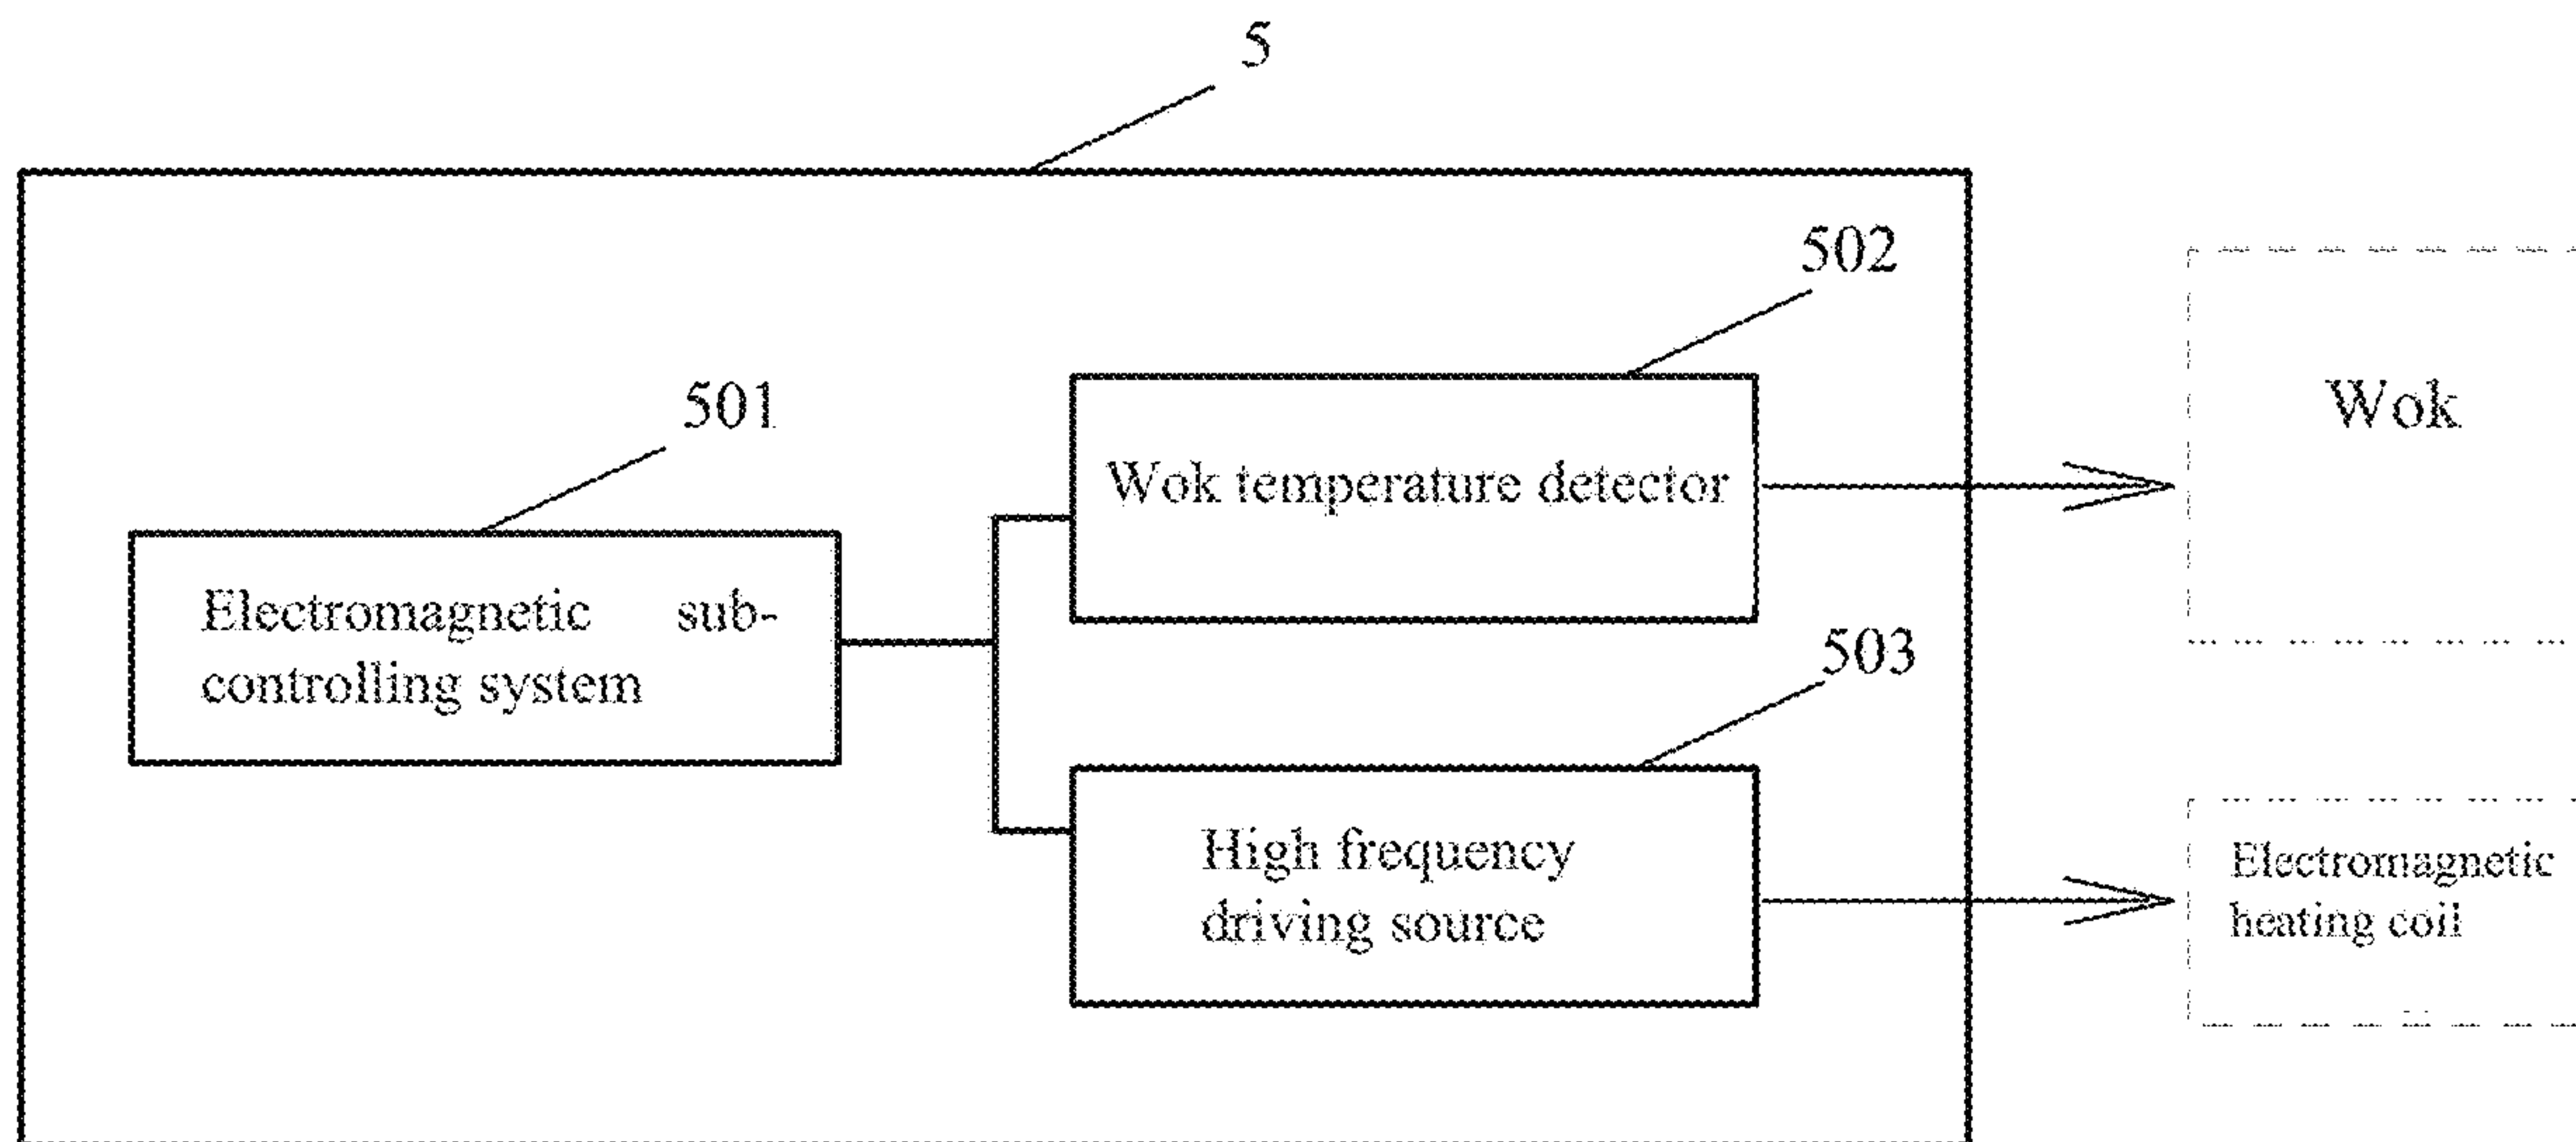 5
502
Wok
501
Wok temperature detector
Electromagnetic sub-
controlling system
503
High frequency
driving source
Electromagnetic
heating coil